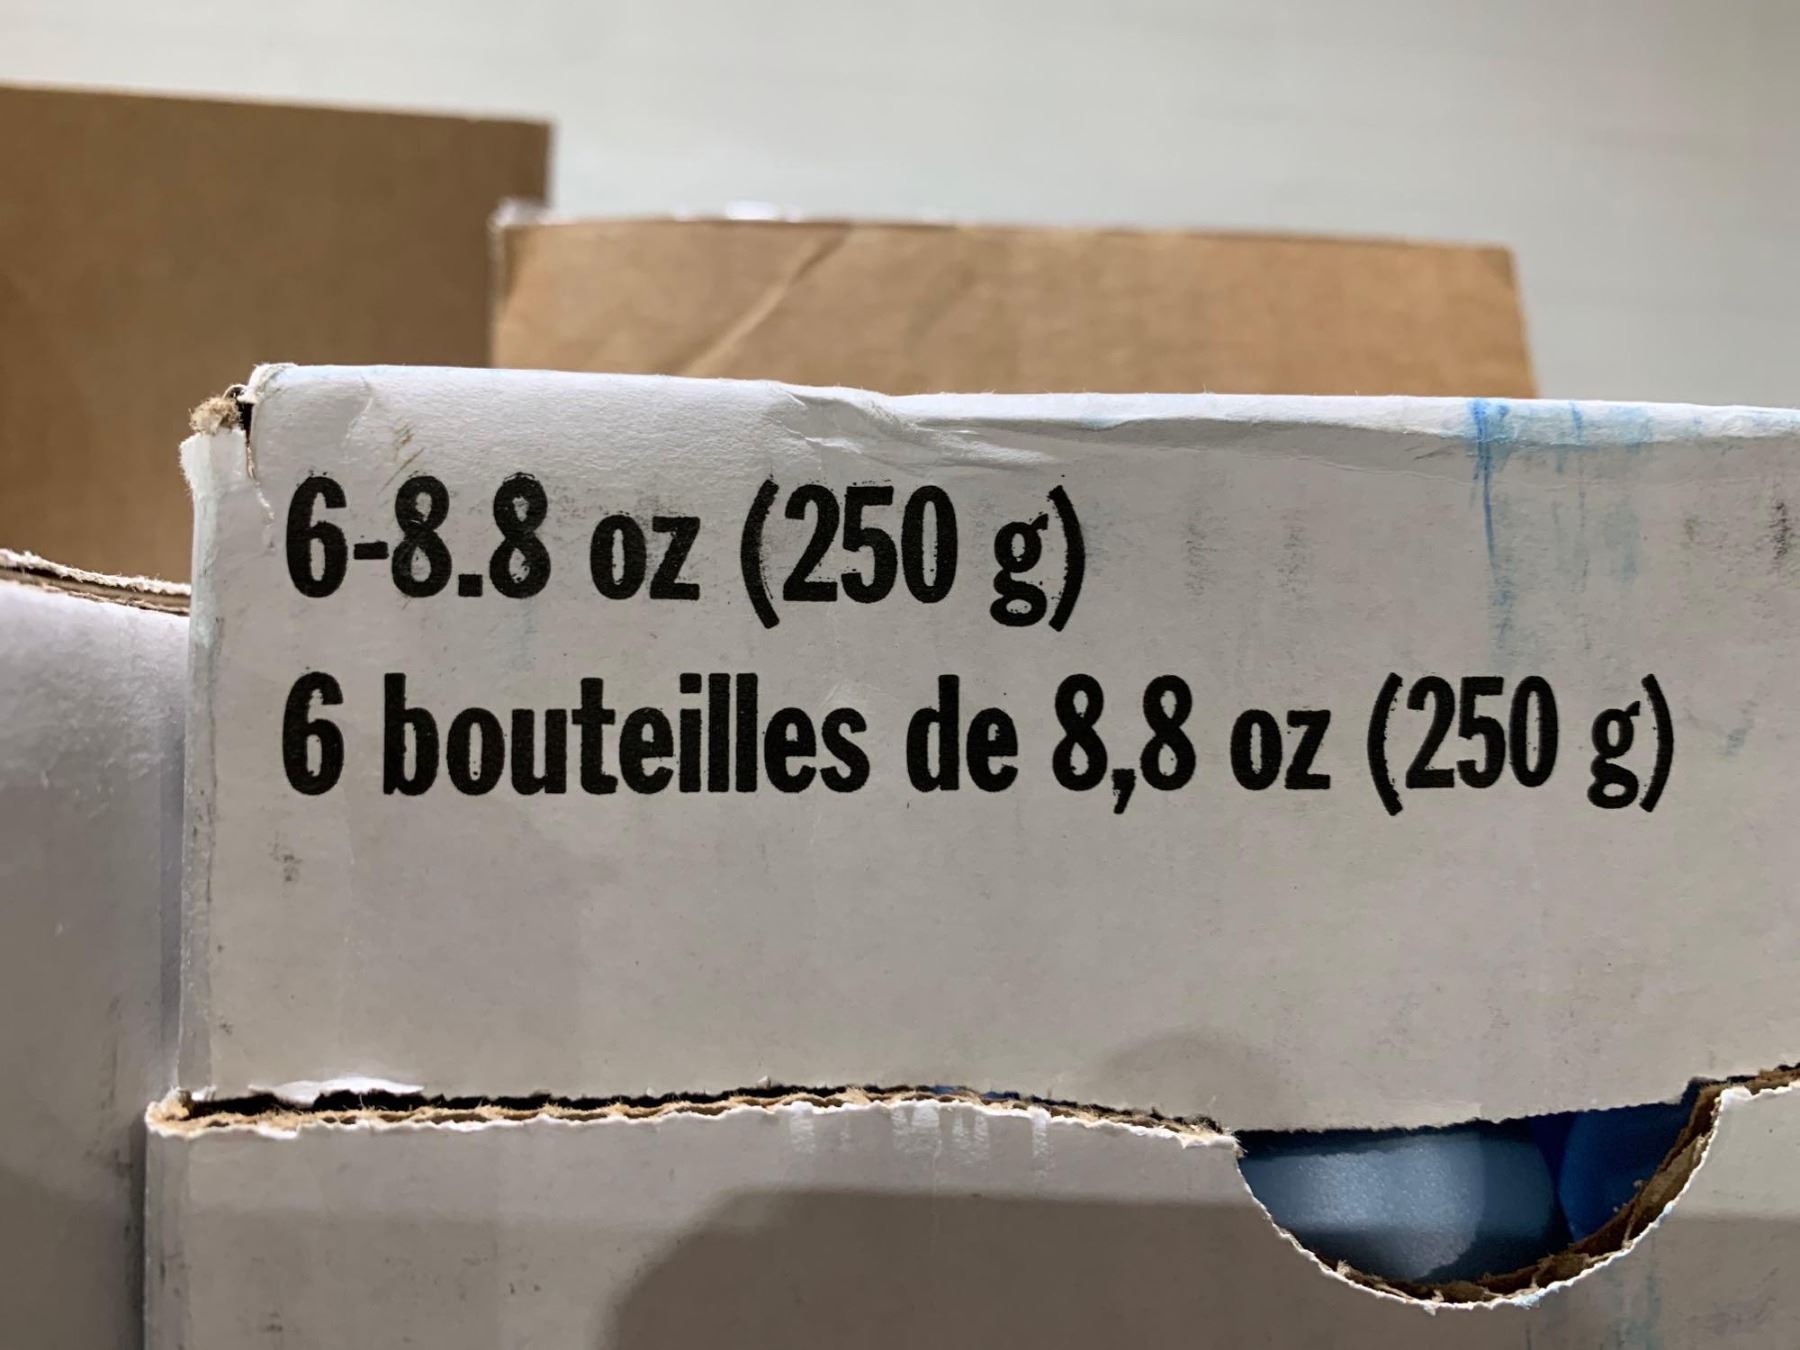 6-8.8 oz (250 g)
6 bouteilles de 8,8 oz (250 g)